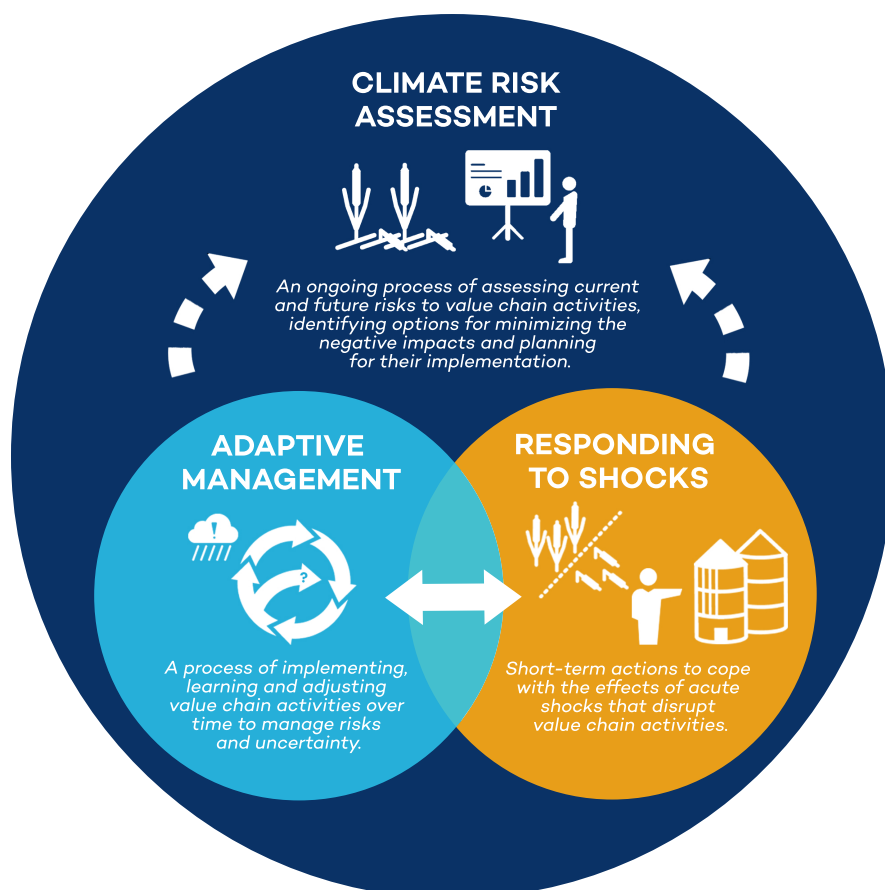 CLIMATE RISK
ASSESSMENT
An ongoing process of assessing current
and future risks to value chain activities,
identifying options for minimizing the
negative impacts and planning
for their implementation.
ADAPTIVE
MANAGEMENT
!
?
A process of implementing,
learning and adjusting
value chain activities over
time to manage risks
and uncertainty.
RESPONDING
TO SHOCKS
Short-term actions to cope
with the effects of acute
shocks that disrupt
value chain activities.